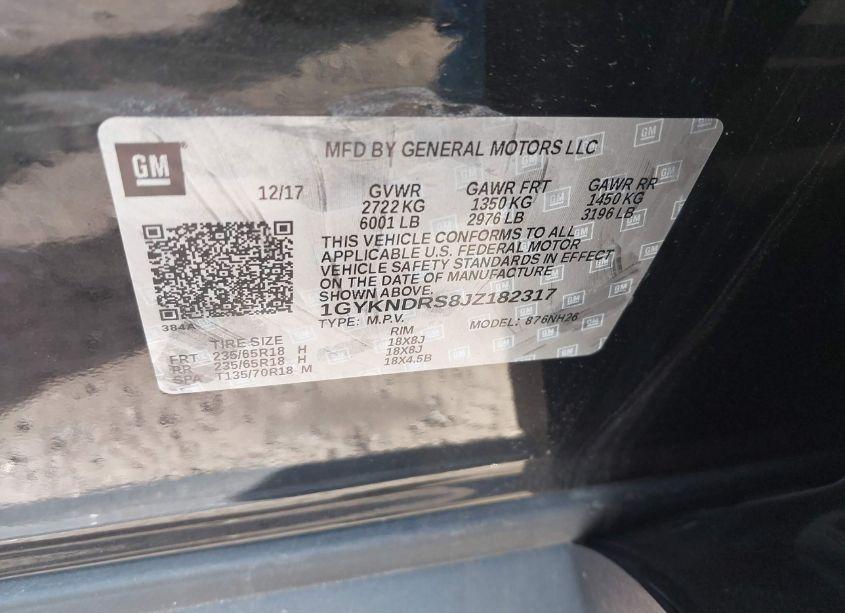 GM
MFD BY GENERAL MOTORS LLC
12/17
GVWR GAWR FRT GAWR RR
2722 KG 1350 KG 1450 KG
6001 LB 2976 LB 3196 LB
THIS VEHICLE CONFORMS TO ALL
APPLICABLE U.S. FEDERAL MOTOR
VEHICLE SAFETY STANDARDS IN EFFECT
ON THE DATE OF MANUFACTURE
SHOWN ABOVE.
1GYKNDRS8JZ182317
TYPE: M.P.V. MODEL: 876NH26
384A
TIRE SIZE RIM
FRT 235/65R18 H 18X8J
RR 235/65R18 H 18X8J
SPA T135/70R18 M 18X4.5B